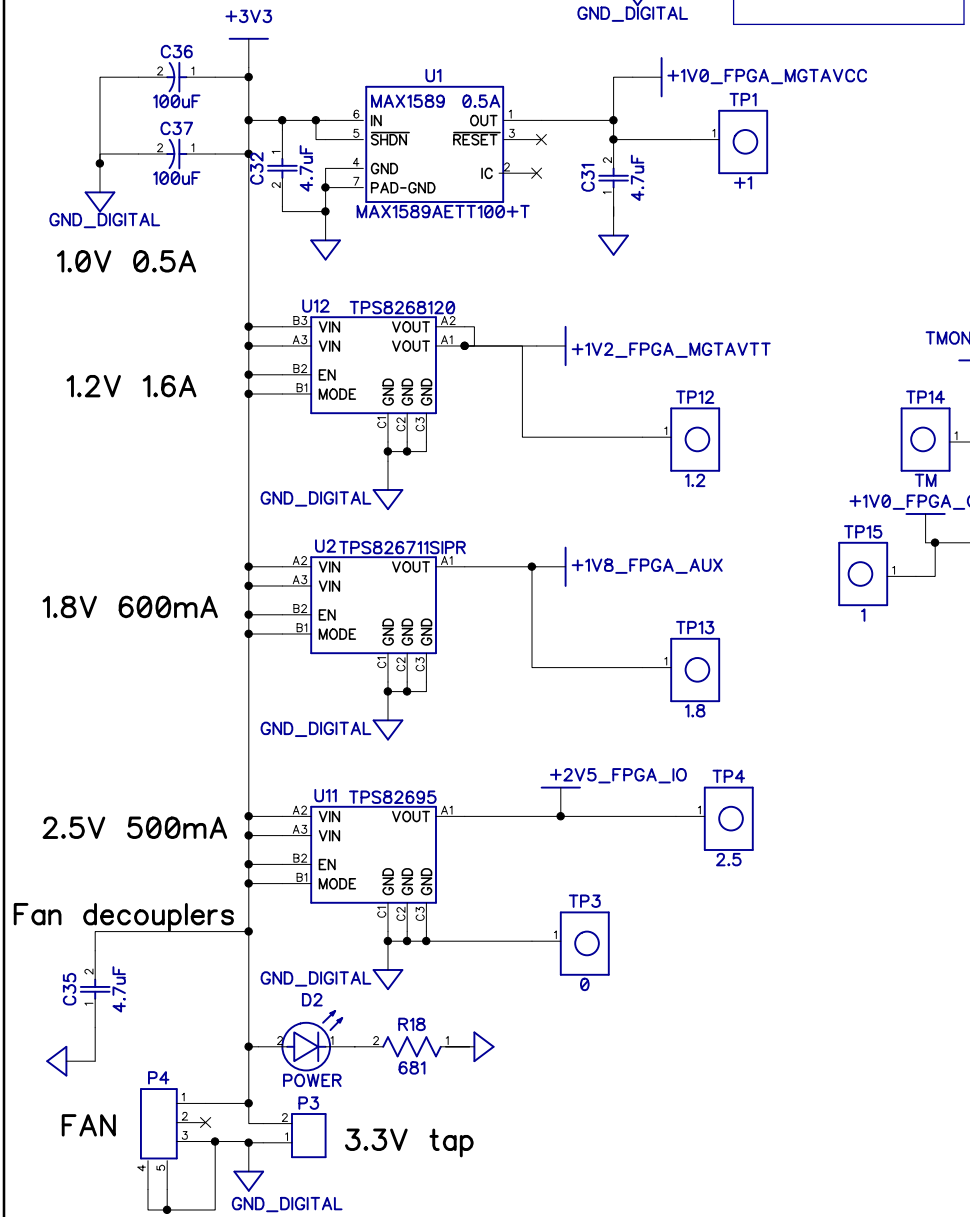 +3V3
GND_DIGITAL
C36
2 1
100uF
C37
2 1
100uF
GND_DIGITAL
C32
1
2
4.7uF
U1
MAX1589 0.5A
6 IN OUT 1
5 SHDN RESET 3
4 GND
7 PAD-GND IC 2
MAX1589AETT100+T
+1V0_FPGA_MGTAVCC
TP1
1
+1
C31
2
1
4.7uF
1.0V 0.5A
U12 TPS8268120
B3 VIN VOUT A2
A3 VIN VOUT A1
B2 EN
B1 MODE
GND GND GND
C1 C2 C3
GND_DIGITAL
+1V2_FPGA_MGTAVTT
1.2V 1.6A
TP12
1
1.2
TMON
TP14
1
TM
+1V0_FPGA_
TP15
1
1
U2 TPS826711SIPR
A2 VIN VOUT A1
A3 VIN
B2 EN
B1 MODE
GND GND GND
C1 C2 C3
GND_DIGITAL
+1V8_FPGA_AUX
1.8V 600mA
TP13
1
1.8
U11 TPS82695
A2 VIN VOUT A1
A3 VIN
B2 EN
B1 MODE
GND GND GND
C1 C2 C3
GND_DIGITAL
+2V5_FPGA_IO
TP4
1
2.5
2.5V 500mA
TP3
1
0
Fan decouplers
C35
2
1
4.7uF
D2
2 1
POWER
R18
2 1
681
P4
1
2
3
4 5
FAN
P3
2
1
3.3V tap
GND_DIGITAL